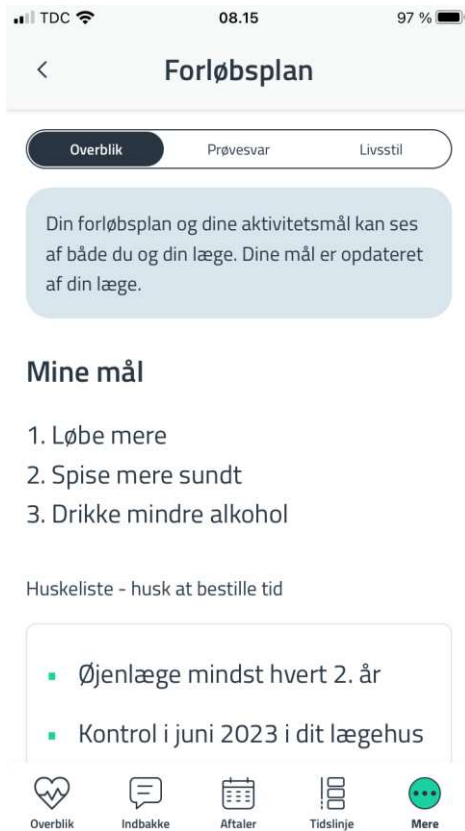 TDC 08.15 97 %
Forløbsplan
Overblik Prøvesvar Livsstil
Din forløbsplan og dine aktivitetsmål kan ses
af både du og din læge. Dine mål er opdateret
af din læge.
Mine mål
1. Løbe mere
2. Spise mere sundt
3. Drikke mindre alkohol
Huskeliste - husk at bestille tid
Øjenlæge mindst hvert 2. år
Kontrol i juni 2023 i dit lægehus
Overblik Indbakke Aftaler Tidslinje Mere